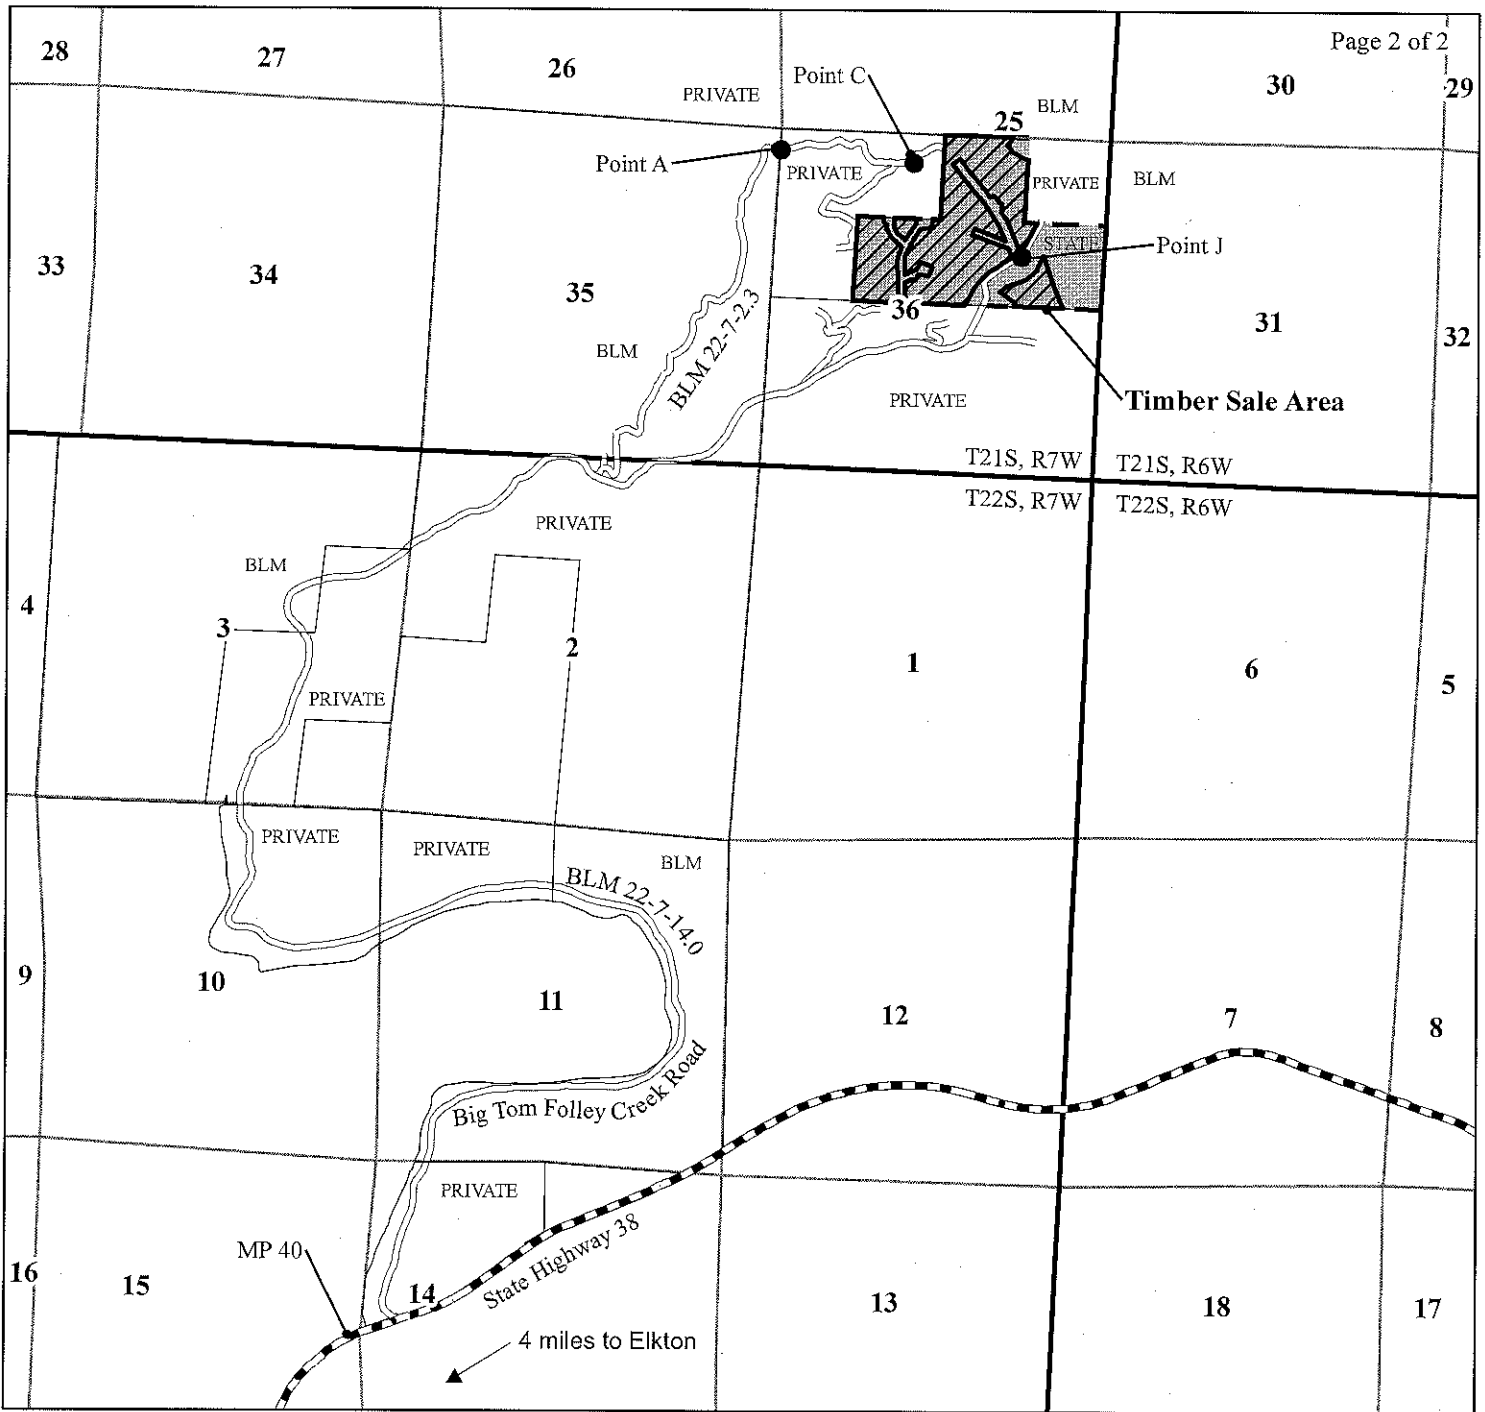 Page 2 of 2
28
27
26
Point C
30
29
PRIVATE
BLM
25
Point A
PRIVATE
PRIVATE
BLM
STATE
Point J
33
34
35
36
31
32
BLM
BLM 22-7-2.3
PRIVATE
Timber Sale Area
T21S, R7W
T21S, R6W
T22S, R7W
T22S, R6W
PRIVATE
BLM
4
3
2
1
6
5
PRIVATE
PRIVATE
PRIVATE
BLM
BLM 22-7-14.0
9
10
11
12
7
8
Big Tom Folley Creek Road
PRIVATE
MP 40
State Highway 38
16
15
14
13
18
17
4 miles to Elkton